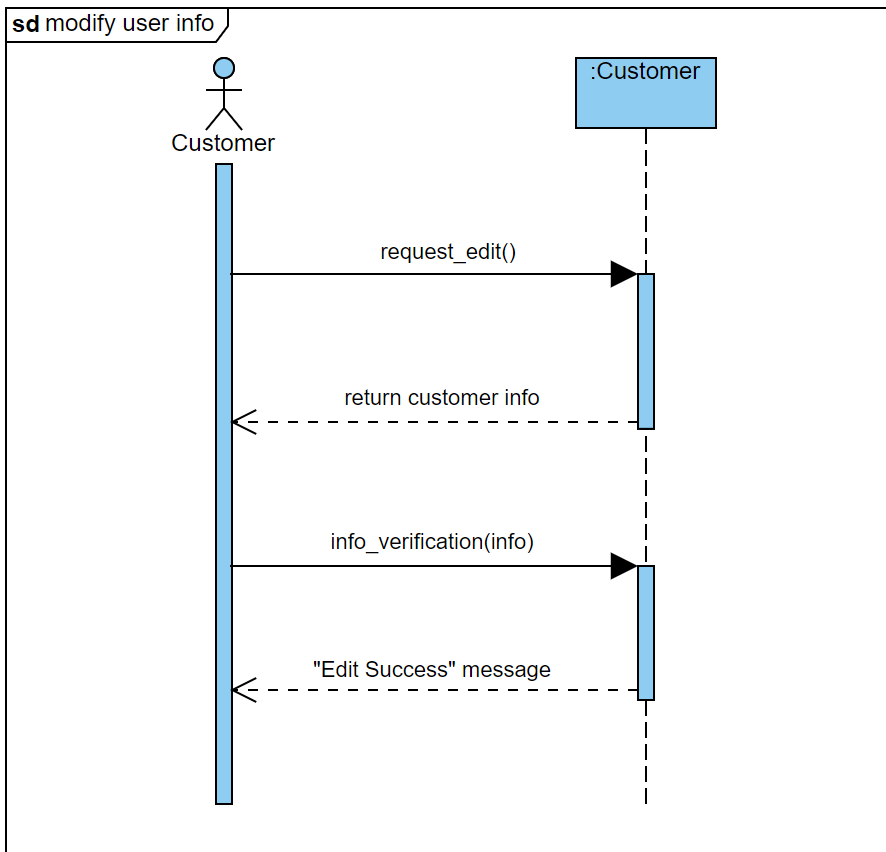 sd modify user info
:Customer
Customer
request_edit()
return customer info
info_verification(info)
"Edit Success" message